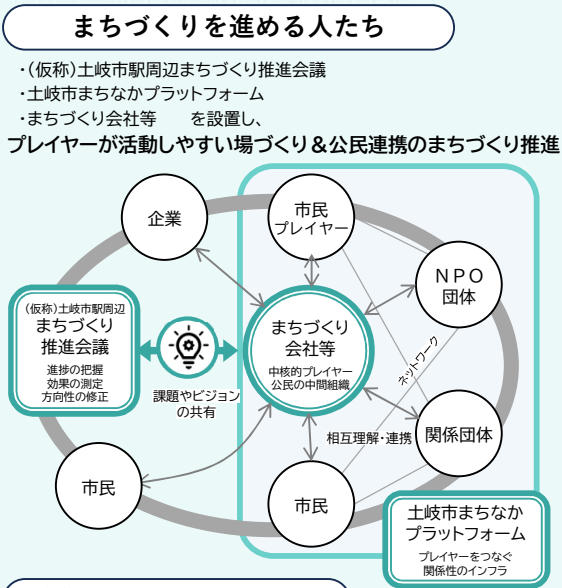 まちづくりを進める人たち
・(仮称)土岐市駅周辺まちづくり推進会議
・土岐市まちなかプラットフォーム
・まちづくり会社等　　を設置し、
プレイヤーが活動しやすい場づくり＆公民連携のまちづくり推進
企業
市民
プレイヤー
NPO
団体
(仮称)土岐市駅周辺
まちづくり
推進会議
進捗の把握
効果の測定
方向性の修正
課題やビジョン
の共有
まちづくり
会社等
中核的プレイヤー
公民の中間組織
ネットワーク
相互理解・連携
関係団体
市民
市民
土岐市まちなか
プラットフォーム
プレイヤーをつなぐ
関係性のインフラ